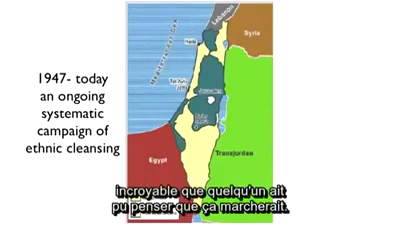 1947- today
an ongoing
systematic
campaign of
ethnic cleansing
Lebanon
Syria
Mediterranean Sea
Haifa
Tel Aviv
Jerusalem
Egypt
Transjordan
incroyable que quelqu'un ait
pu penser que ça marcherait.